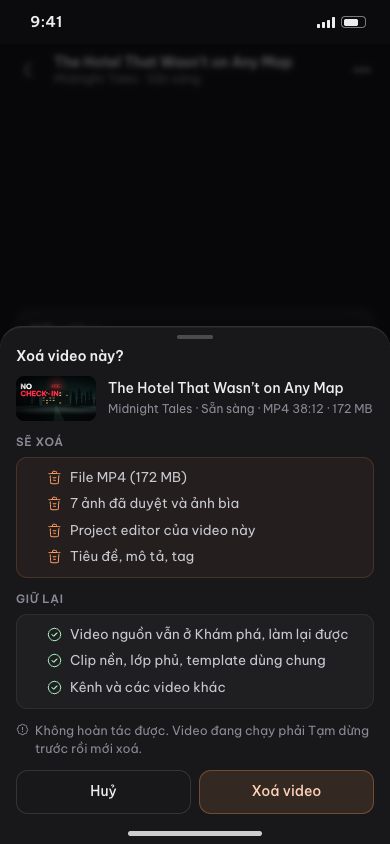 9:41
The Hotel That Wasn't on Any Map
Midnight Tales · Sẵn sàng
Xoá video này?
NO
CHECK-IN:
The Hotel That Wasn't on Any Map
Midnight Tales · Sẵn sàng · MP4 38:12 · 172 MB
SẼ XOÁ
File MP4 (172 MB)
7 ảnh đã duyệt và ảnh bìa
Project editor của video này
Tiêu đề, mô tả, tag
GIỮ LẠI
Video nguồn vẫn ở Khám phá, làm lại được
Clip nền, lớp phủ, template dùng chung
Kênh và các video khác
Không hoàn tác được. Video đang chạy phải Tạm dừng
trước rồi mới xoá.
Huỷ
Xoá video